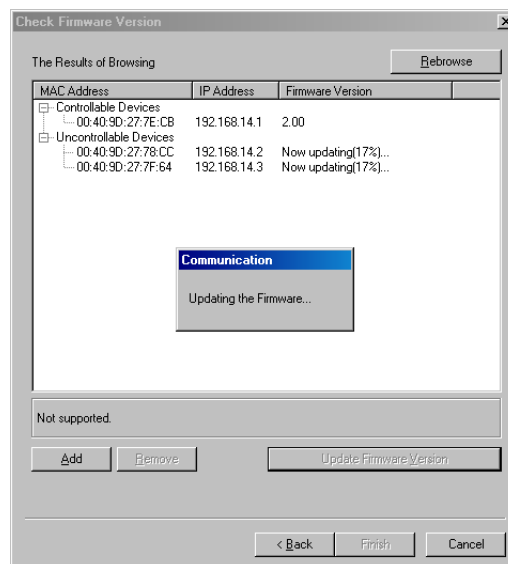 Check Firmware Version
The Results of Browsing
Rebrowse
MAC Address IP Address Firmware Version
Controllable Devices
00:40:9D:27:7E:CB 192.168.14.1 2.00
Uncontrollable Devices
00:40:9D:27:78:CC 192.168.14.2 Now updating(17%)...
00:40:9D:27:7F:64 192.168.14.3 Now updating(17%)...
Communication
Updating the Firmware...
Not supported.
Add Remove Update Firmware Version
< Back Finish Cancel